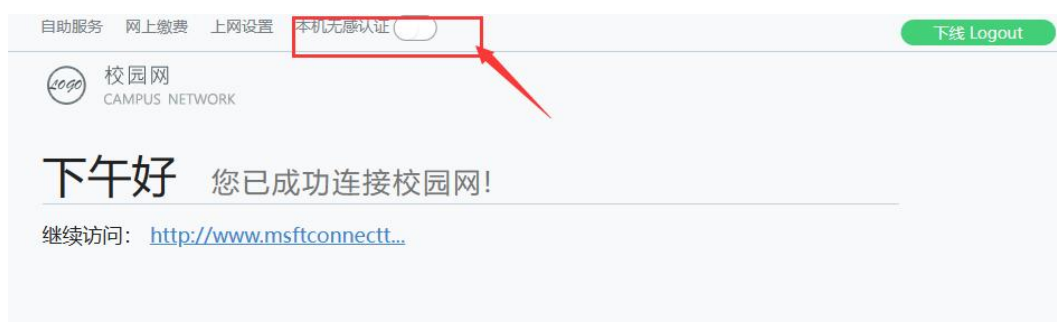 自助服务 网上缴费 上网设置 本机无感认证
下线 Logout
LOGO
校园网
CAMPUS NETWORK
下午好 您已成功连接校园网!
继续访问: http://www.msftconnectt...